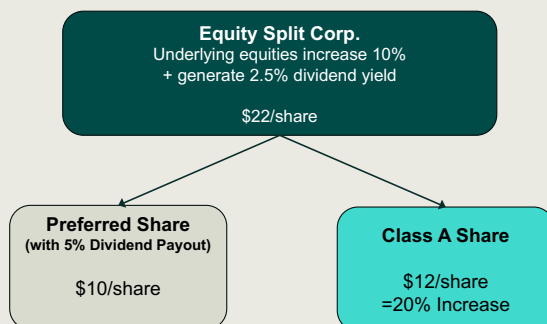 Equity Split Corp.
Underlying equities increase 10%
+ generate 2.5% dividend yield
$22/share
Preferred Share
(with 5% Dividend Payout)
$10/share
Class A Share
$12/share
=20% Increase